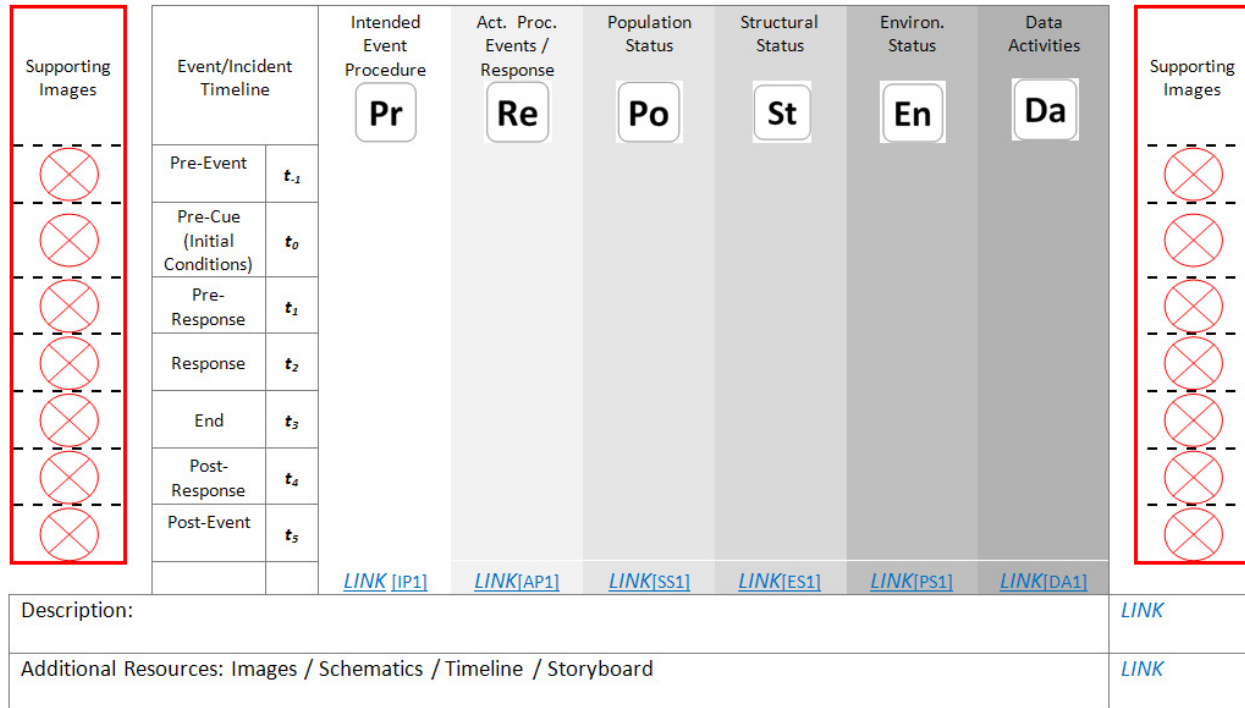 Supporting
Images
Event/Incident
Timeline
Intended
Event
Procedure
Pr
Act. Proc.
Events /
Response
Re
Population
Status
Po
Structural
Status
St
Environ.
Status
En
Data
Activities
Da
Supporting
Images
Pre-Event
t-1
Pre-Cue
(Initial
Conditions)
t0
Pre-
Response
t1
Response
t2
End
t3
Post-
Response
t4
Post-Event
t5
LINK [IP1]
LINK[AP1]
LINK[SS1]
LINK[ES1]
LINK[PS1]
LINK[DA1]
Description:
LINK
Additional Resources: Images / Schematics / Timeline / Storyboard
LINK